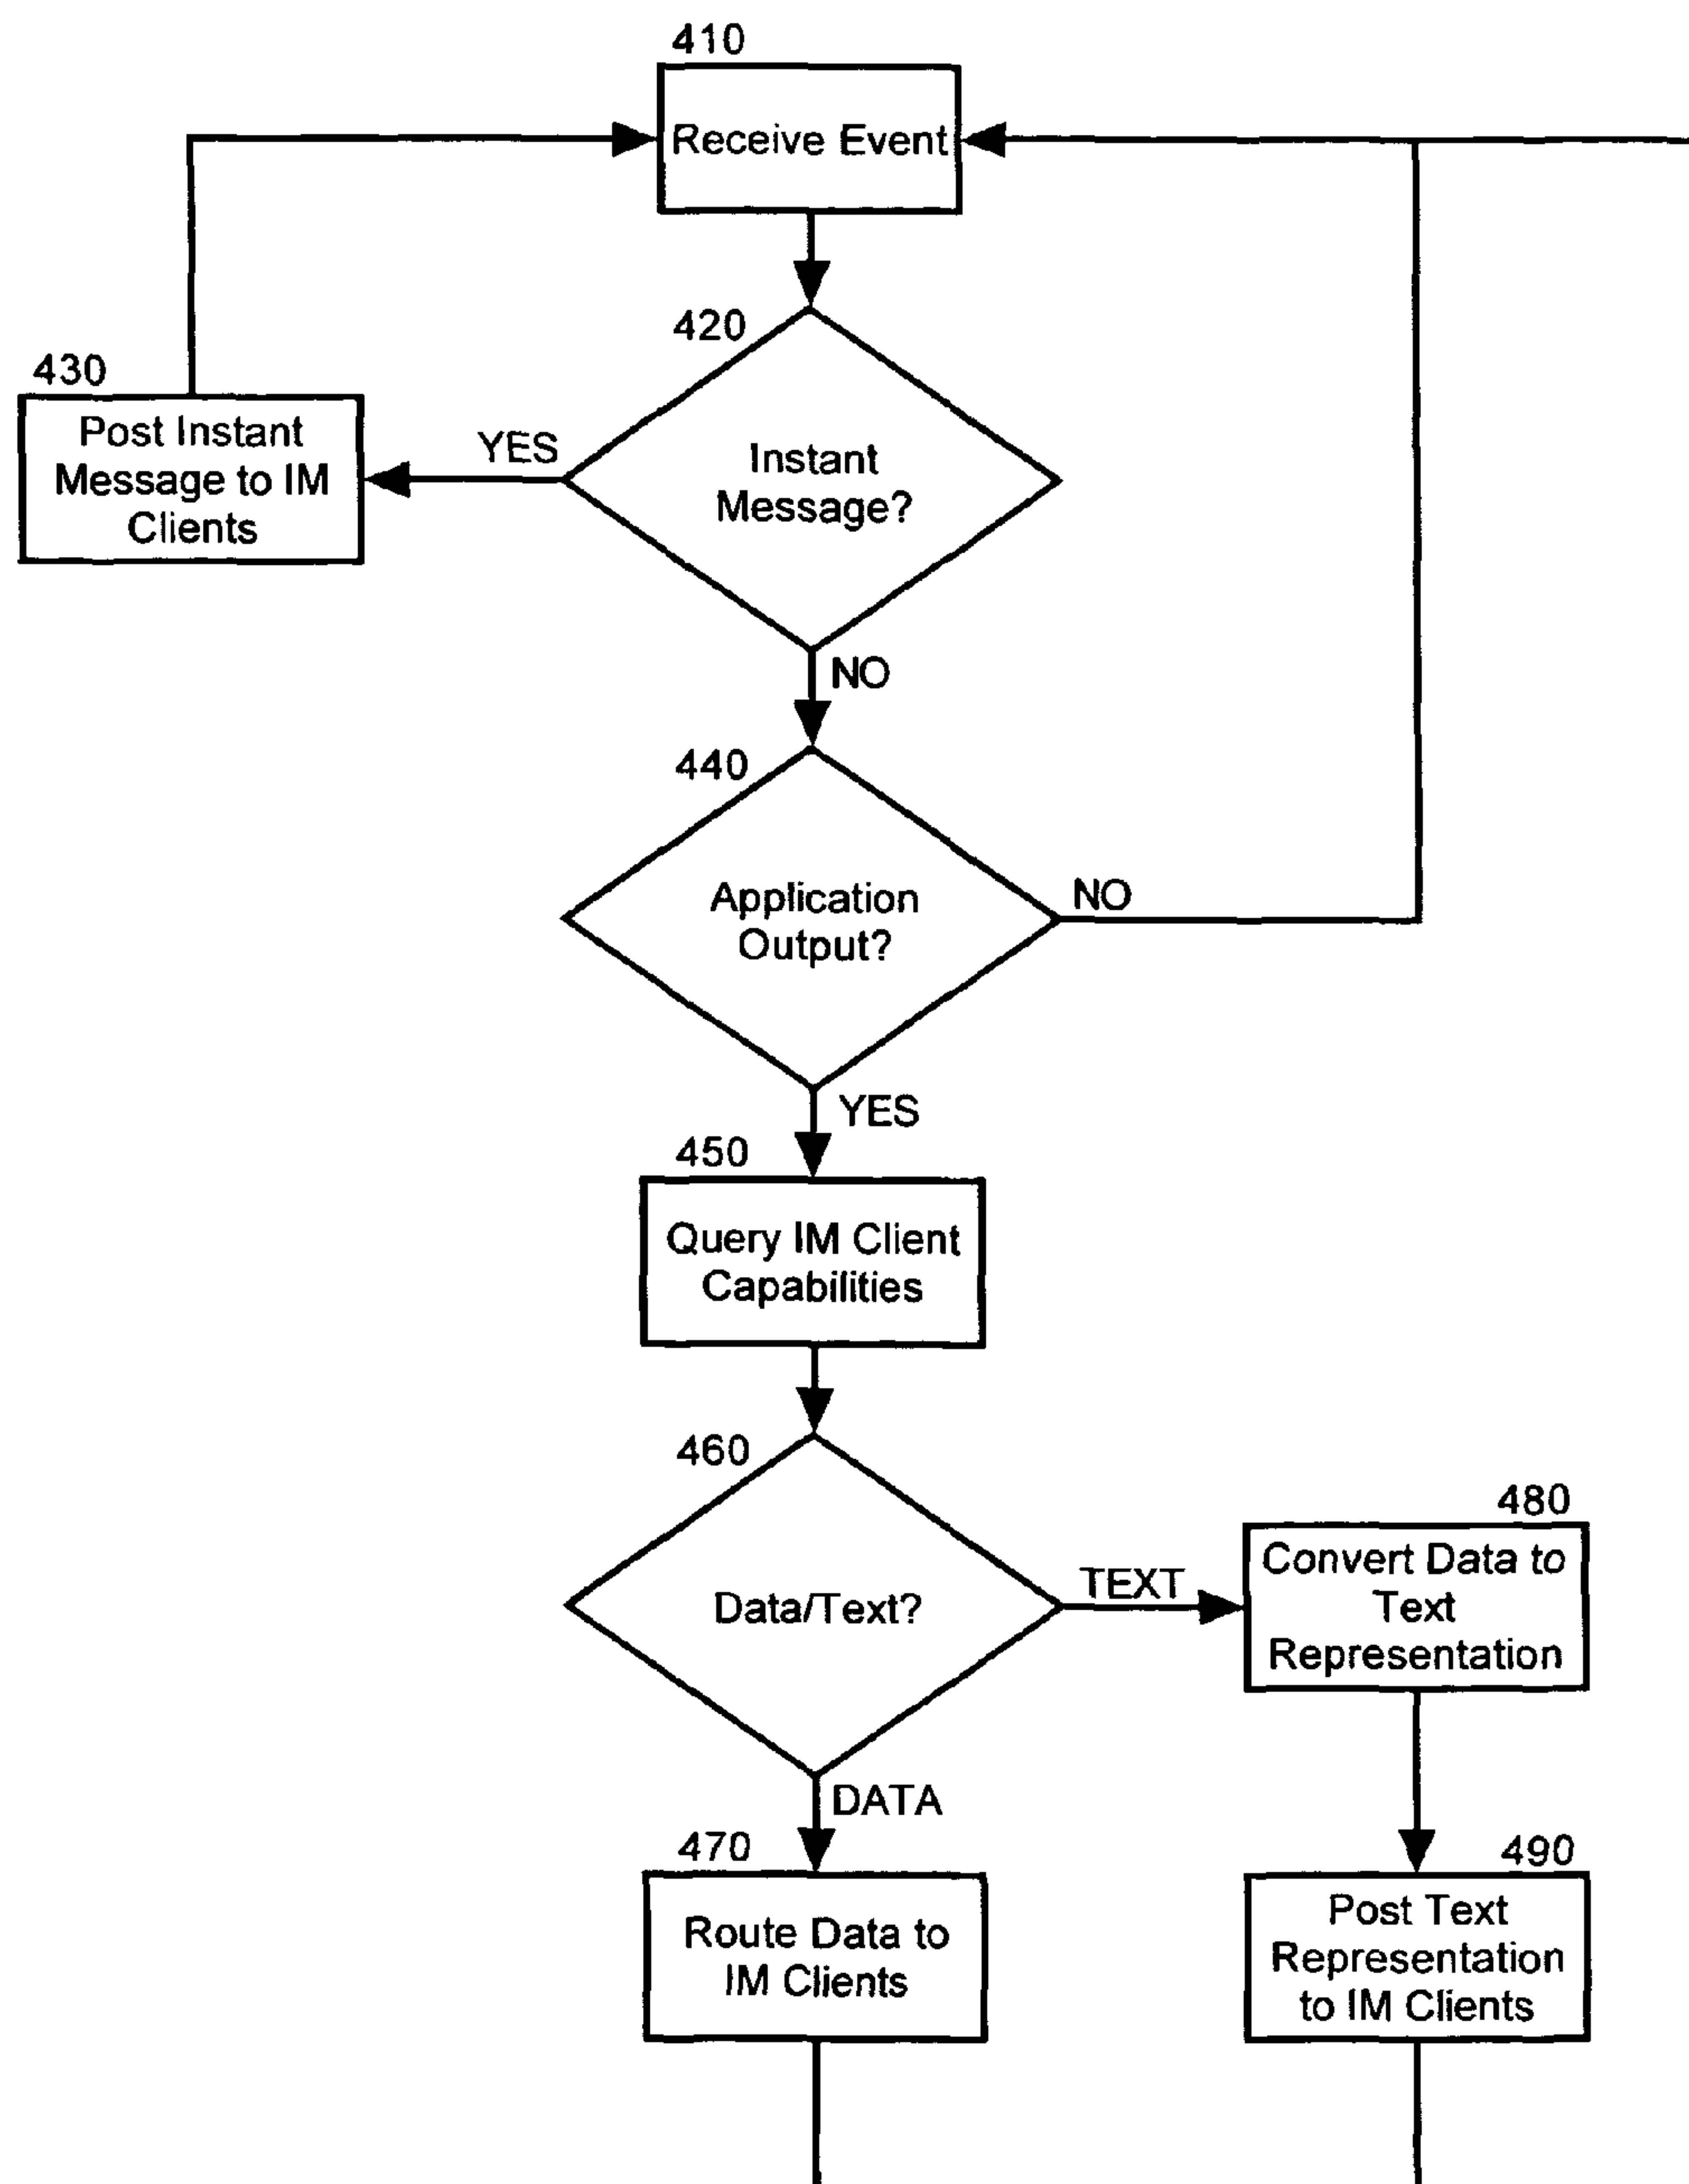 410
Receive Event
420
430
Post Instant
Message to IM
Clients
YES
Instant
Message?
NO
440
Application
Output?
NO
YES
450
Query IM Client
Capabilities
460
Data/Text?
TEXT
480
Convert Data to
Text
Representation
DATA
470
Route Data to
IM Clients
490
Post Text
Representation
to IM Clients